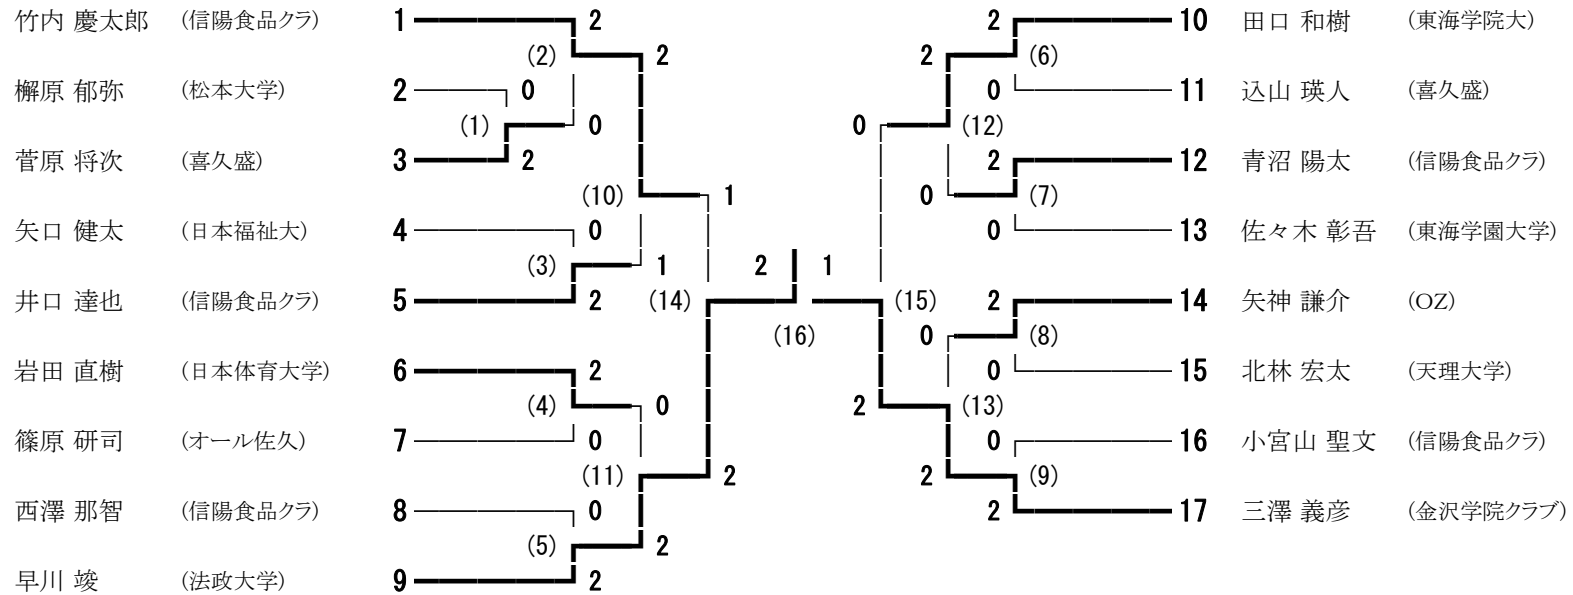 竹内 慶太郎 (信陽食品クラ) 1 2 2 10 田口 和樹 (東海学院大)
(2) 2 2 (6)
檞原 郁弥 (松本大学) 2 0 0 11 込山 瑛人 (喜久盛)
(1) 0 0 (12)
菅原 将次 (喜久盛) 3 2 2 12 青沼 陽太 (信陽食品クラ)
(10) 1 0 (7)
矢口 健太 (日本福祉大) 4 0 0 13 佐々木 彰吾 (東海学園大学)
(3) 1 2 1
井口 達也 (信陽食品クラ) 5 2 (14) (15) 2 14 矢神 謙介 (OZ)
(16) 0 (8)
岩田 直樹 (日本体育大学) 6 2 0 15 北林 宏太 (天理大学)
(4) 0 2 (13)
篠原 研司 (オール佐久) 7 0 0 16 小宮山 聖文 (信陽食品クラ)
(11) 2 2 (9)
西澤 那智 (信陽食品クラ) 8 0 2 17 三澤 義彦 (金沢学院クラブ)
(5) 2
早川 竣 (法政大学) 9 2